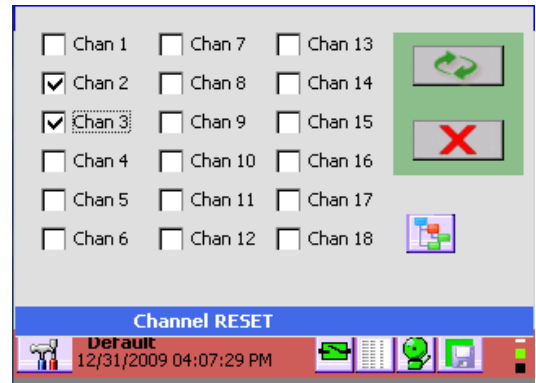 Chan 1 Chan 7 Chan 13
Chan 2 Chan 8 Chan 14
Chan 3 Chan 9 Chan 15
Chan 4 Chan 10 Chan 16
Chan 5 Chan 11 Chan 17
Chan 6 Chan 12 Chan 18
Channel RESET
Default
12/31/2009 04:07:29 PM